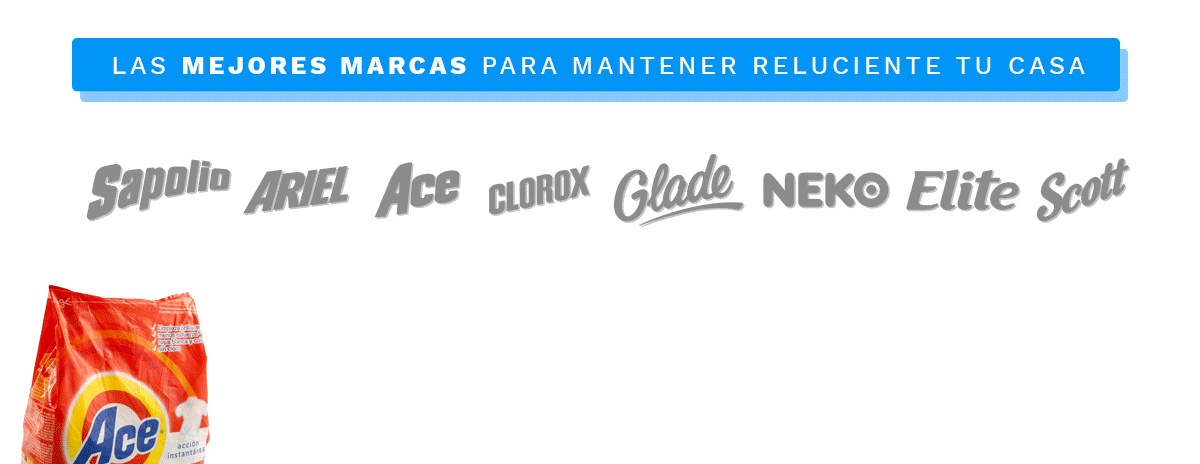 LAS MEJORES MARCAS PARA MANTENER RELUCIENTE TU CASA
Sapolio ARIEL Ace CLOROX Glade NEKO Elite Scott
Ace
acción
instantánea